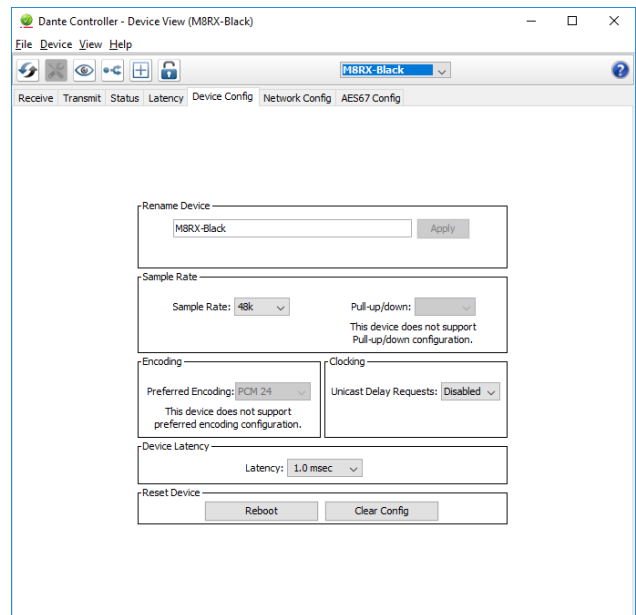 Dante Controller - Device View (M8RX-Black)
File Device View Help
M8RX-Black
Receive Transmit Status Latency Device Config Network Config AES67 Config
Rename Device
M8RX-Black Apply
Sample Rate
Sample Rate: 48k Pull-up/down:
This device does not support
Pull-up/down configuration.
Encoding
Preferred Encoding: PCM 24
This device does not support
preferred encoding configuration.
Clocking
Unicast Delay Requests: Disabled
Device Latency
Latency: 1.0 msec
Reset Device
Reboot Clear Config